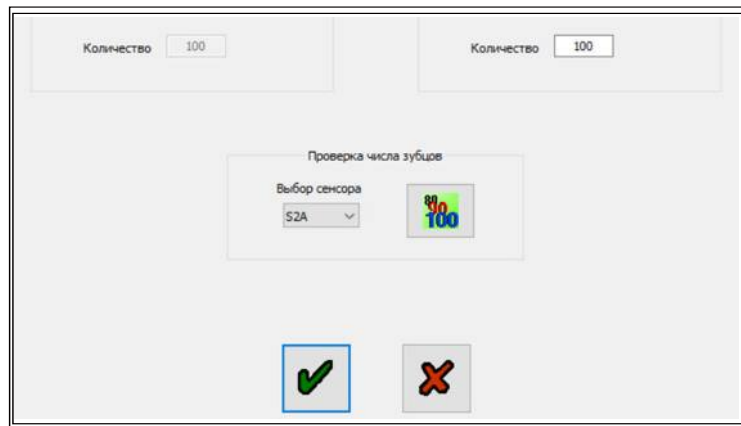 Количество 100
Количество 100
Проверка числа зубцов
Выбор сенсора
S2A
80
90
100